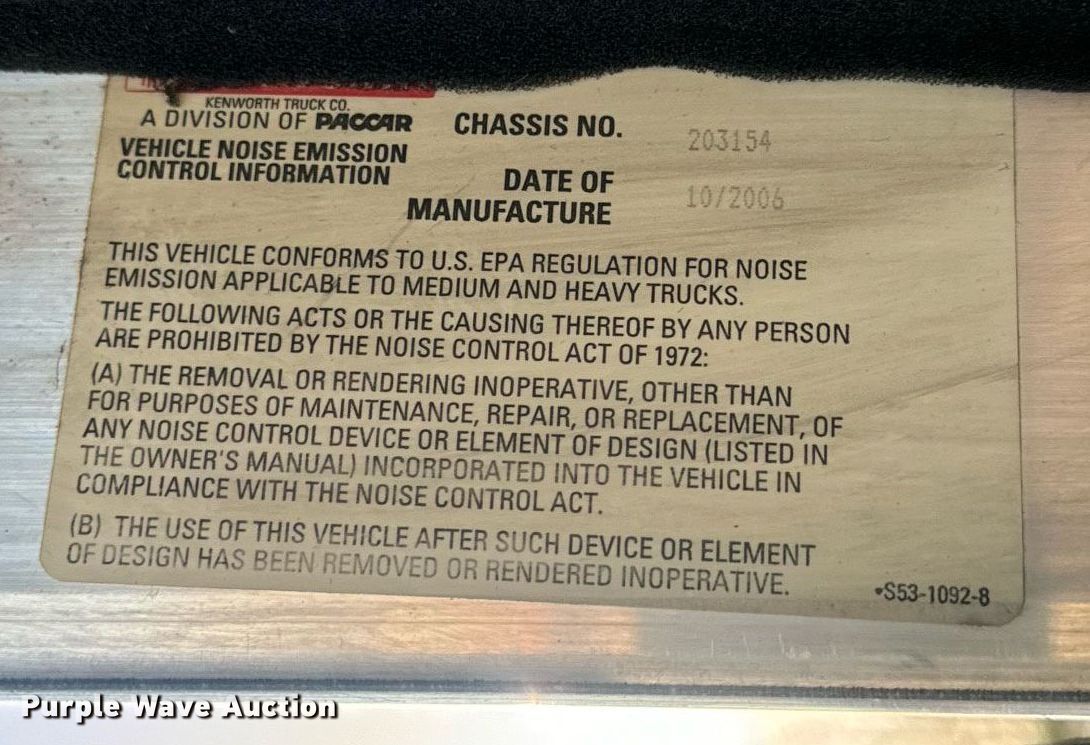 KENWORTH TRUCK CO.
A DIVISION OF PACCAR
CHASSIS NO. 203154
VEHICLE NOISE EMISSION
CONTROL INFORMATION
DATE OF
MANUFACTURE 10/2006
THIS VEHICLE CONFORMS TO U.S. EPA REGULATION FOR NOISE
EMISSION APPLICABLE TO MEDIUM AND HEAVY TRUCKS.
THE FOLLOWING ACTS OR THE CAUSING THEREOF BY ANY PERSON
ARE PROHIBITED BY THE NOISE CONTROL ACT OF 1972:
(A) THE REMOVAL OR RENDERING INOPERATIVE, OTHER THAN
FOR PURPOSES OF MAINTENANCE, REPAIR, OR REPLACEMENT, OF
ANY NOISE CONTROL DEVICE OR ELEMENT OF DESIGN (LISTED IN
THE OWNER'S MANUAL) INCORPORATED INTO THE VEHICLE IN
COMPLIANCE WITH THE NOISE CONTROL ACT.
(B) THE USE OF THIS VEHICLE AFTER SUCH DEVICE OR ELEMENT
OF DESIGN HAS BEEN REMOVED OR RENDERED INOPERATIVE.
•S53-1092-8
Purple Wave Auction